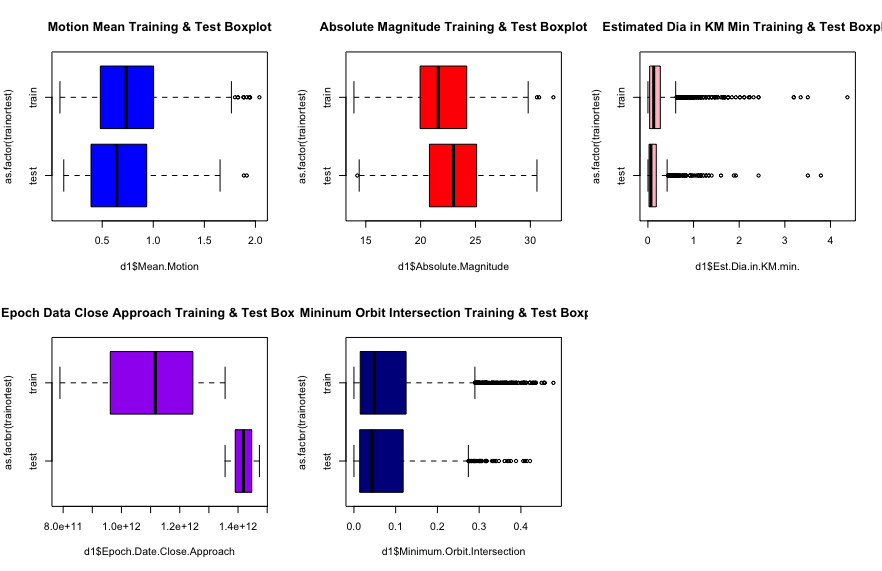 Motion Mean Training & Test Boxplot
as.factor(trainortest)
train
test
0.5 1.0 1.5 2.0
d1$Mean.Motion
Absolute Magnitude Training & Test Boxplot
as.factor(trainortest)
train
test
15 20 25 30
d1$Absolute.Magnitude
Estimated Dia in KM Min Training & Test Boxpl
as.factor(trainortest)
train
test
0 1 2 3 4
d1$Est.Dia.in.KM.min.
Epoch Data Close Approach Training & Test Box
as.factor(trainortest)
train
test
8.0e+11 1.0e+12 1.2e+12 1.4e+12
d1$Epoch.Date.Close.Approach
Mininum Orbit Intersection Training & Test Boxp
as.factor(trainortest)
train
test
0.0 0.1 0.2 0.3 0.4
d1$Minimum.Orbit.Intersection